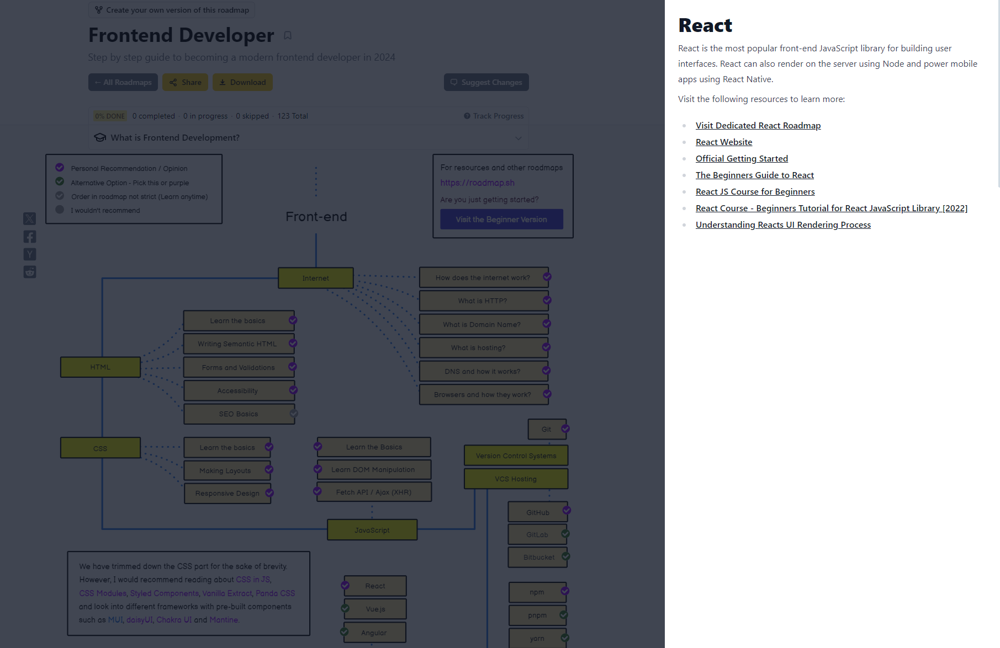 Create your own version of this roadmap
Frontend Developer
Step by step guide to becoming a modern frontend developer in 2024
← All Roadmaps
Share
Download
Suggest Changes
0% DONE 0 completed · 0 in progress · 0 skipped · 123 Total
Track Progress
What is Frontend Development?
Personal Recommendation / Opinion
Alternative Option - Pick this or purple
Order in roadmap not strict (Learn anytime)
I wouldn't recommend
For resources and other roadmaps
https://roadmap.sh
Are you just getting started?
Visit the Beginner Version
Front-end
Internet
How does the internet work?
What is HTTP?
What is Domain Name?
What is hosting?
DNS and how it works?
Browsers and how they work?
HTML
Learn the basics
Writing Semantic HTML
Forms and Validations
Accessibility
SEO Basics
CSS
Learn the basics
Making Layouts
Responsive Design
Learn the Basics
Learn DOM Manipulation
Fetch API / Ajax (XHR)
JavaScript
Git
Version Control Systems
VCS Hosting
GitHub
GitLab
Bitbucket
We have trimmed down the CSS part for the sake of brevity.
However, I would recommend reading about CSS in JS,
CSS Modules, Styled Components, Vanilla Extract, Panda CSS
and look into different frameworks with pre-built components
such as MUI, daisyUI, Chakra UI and Mantine.
React
Vue.js
Angular
npm
pnpm
yarn
React
React is the most popular front-end JavaScript library for building user
interfaces. React can also render on the server using Node and power mobile
apps using React Native.
Visit the following resources to learn more:
Visit Dedicated React Roadmap
React Website
Official Getting Started
The Beginners Guide to React
React JS Course for Beginners
React Course - Beginners Tutorial for React JavaScript Library [2022]
Understanding Reacts UI Rendering Process